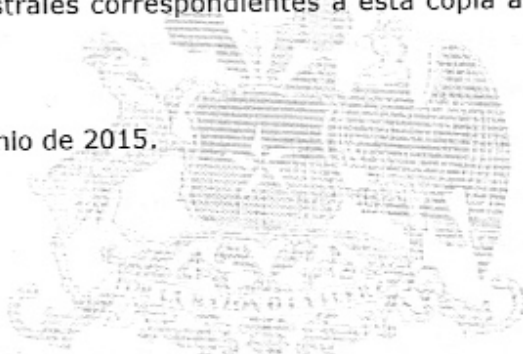 strales correspondientes a esta copia a
nio de 2015.